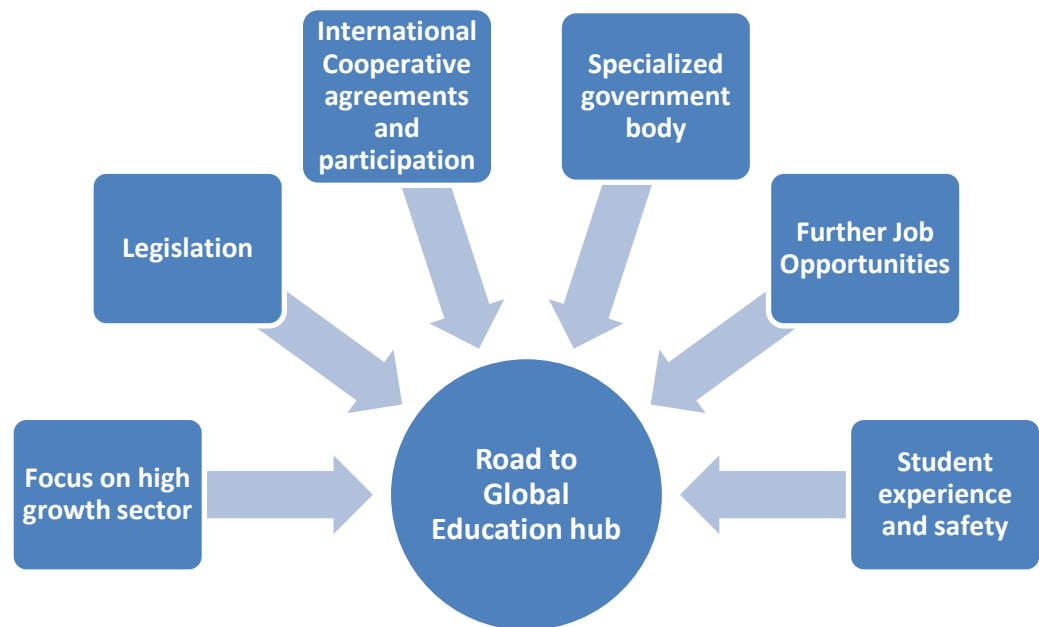 International
Cooperative
agreements
and
participation
Specialized
government
body
Legislation
Further Job
Opportunities
Focus on high
growth sector
Road to
Global
Education hub
Student
experience
and safety